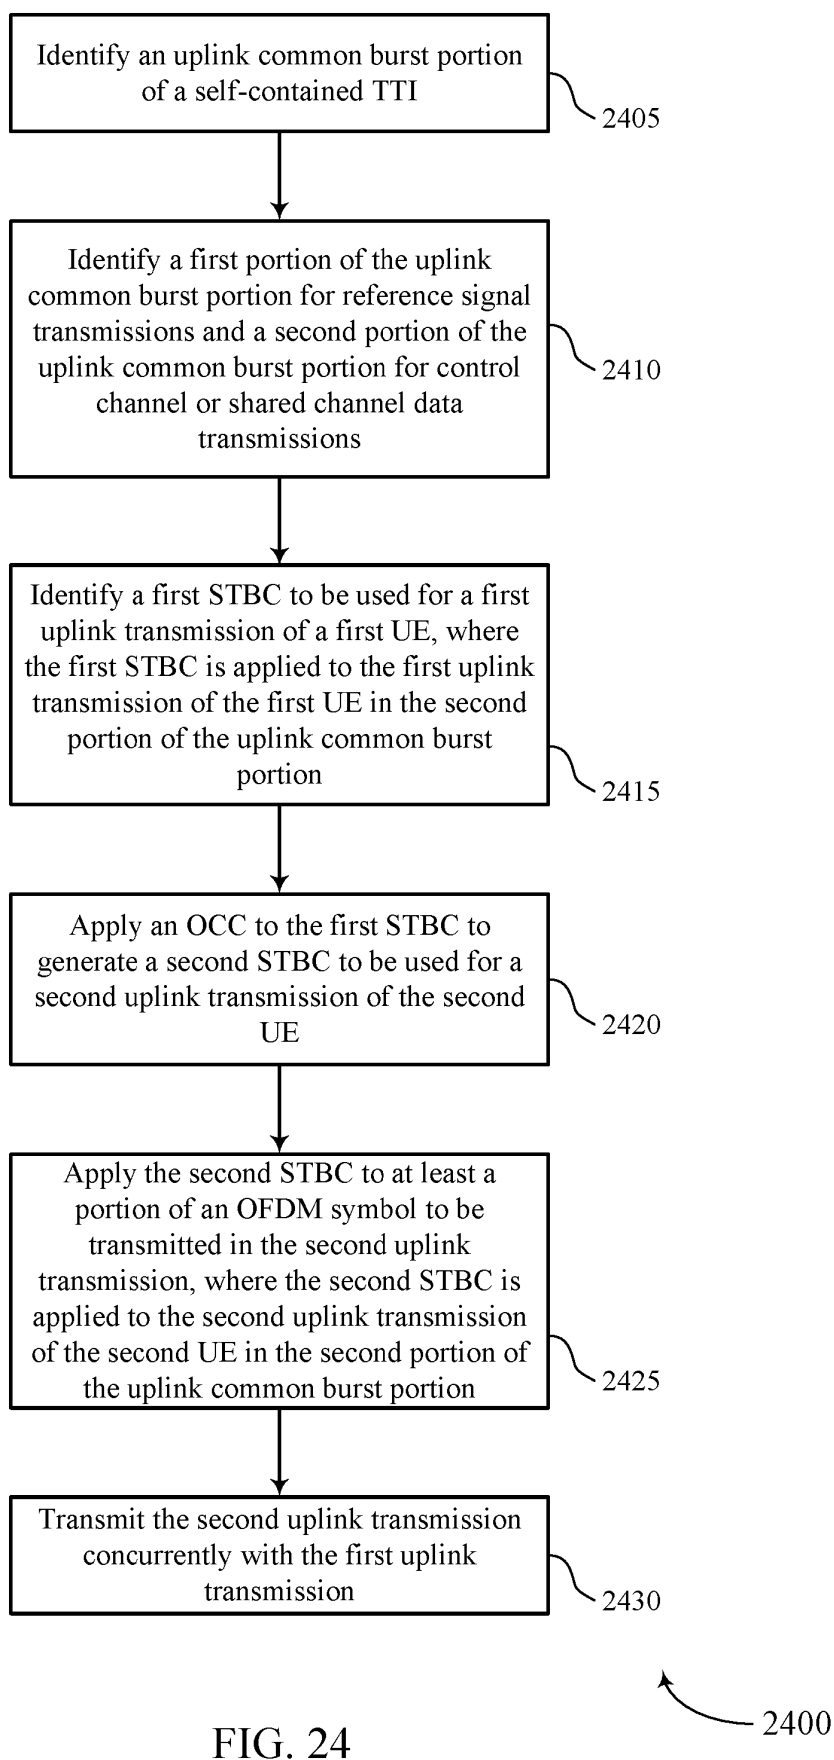 Identify an uplink common burst portion
of a self-contained TTI
2405
Identify a first portion of the uplink
common burst portion for reference signal
transmissions and a second portion of the
uplink common burst portion for control
channel or shared channel data
transmissions
2410
Identify a first STBC to be used for a first
uplink transmission of a first UE, where
the first STBC is applied to the first uplink
transmission of the first UE in the second
portion of the uplink common burst
portion
2415
Apply an OCC to the first STBC to
generate a second STBC to be used for a
second uplink transmission of the second
UE
2420
Apply the second STBC to at least a
portion of an OFDM symbol to be
transmitted in the second uplink
transmission, where the second STBC is
applied to the second uplink transmission
of the second UE in the second portion of
the uplink common burst portion
2425
Transmit the second uplink transmission
concurrently with the first uplink
transmission
2430
2400
FIG. 24